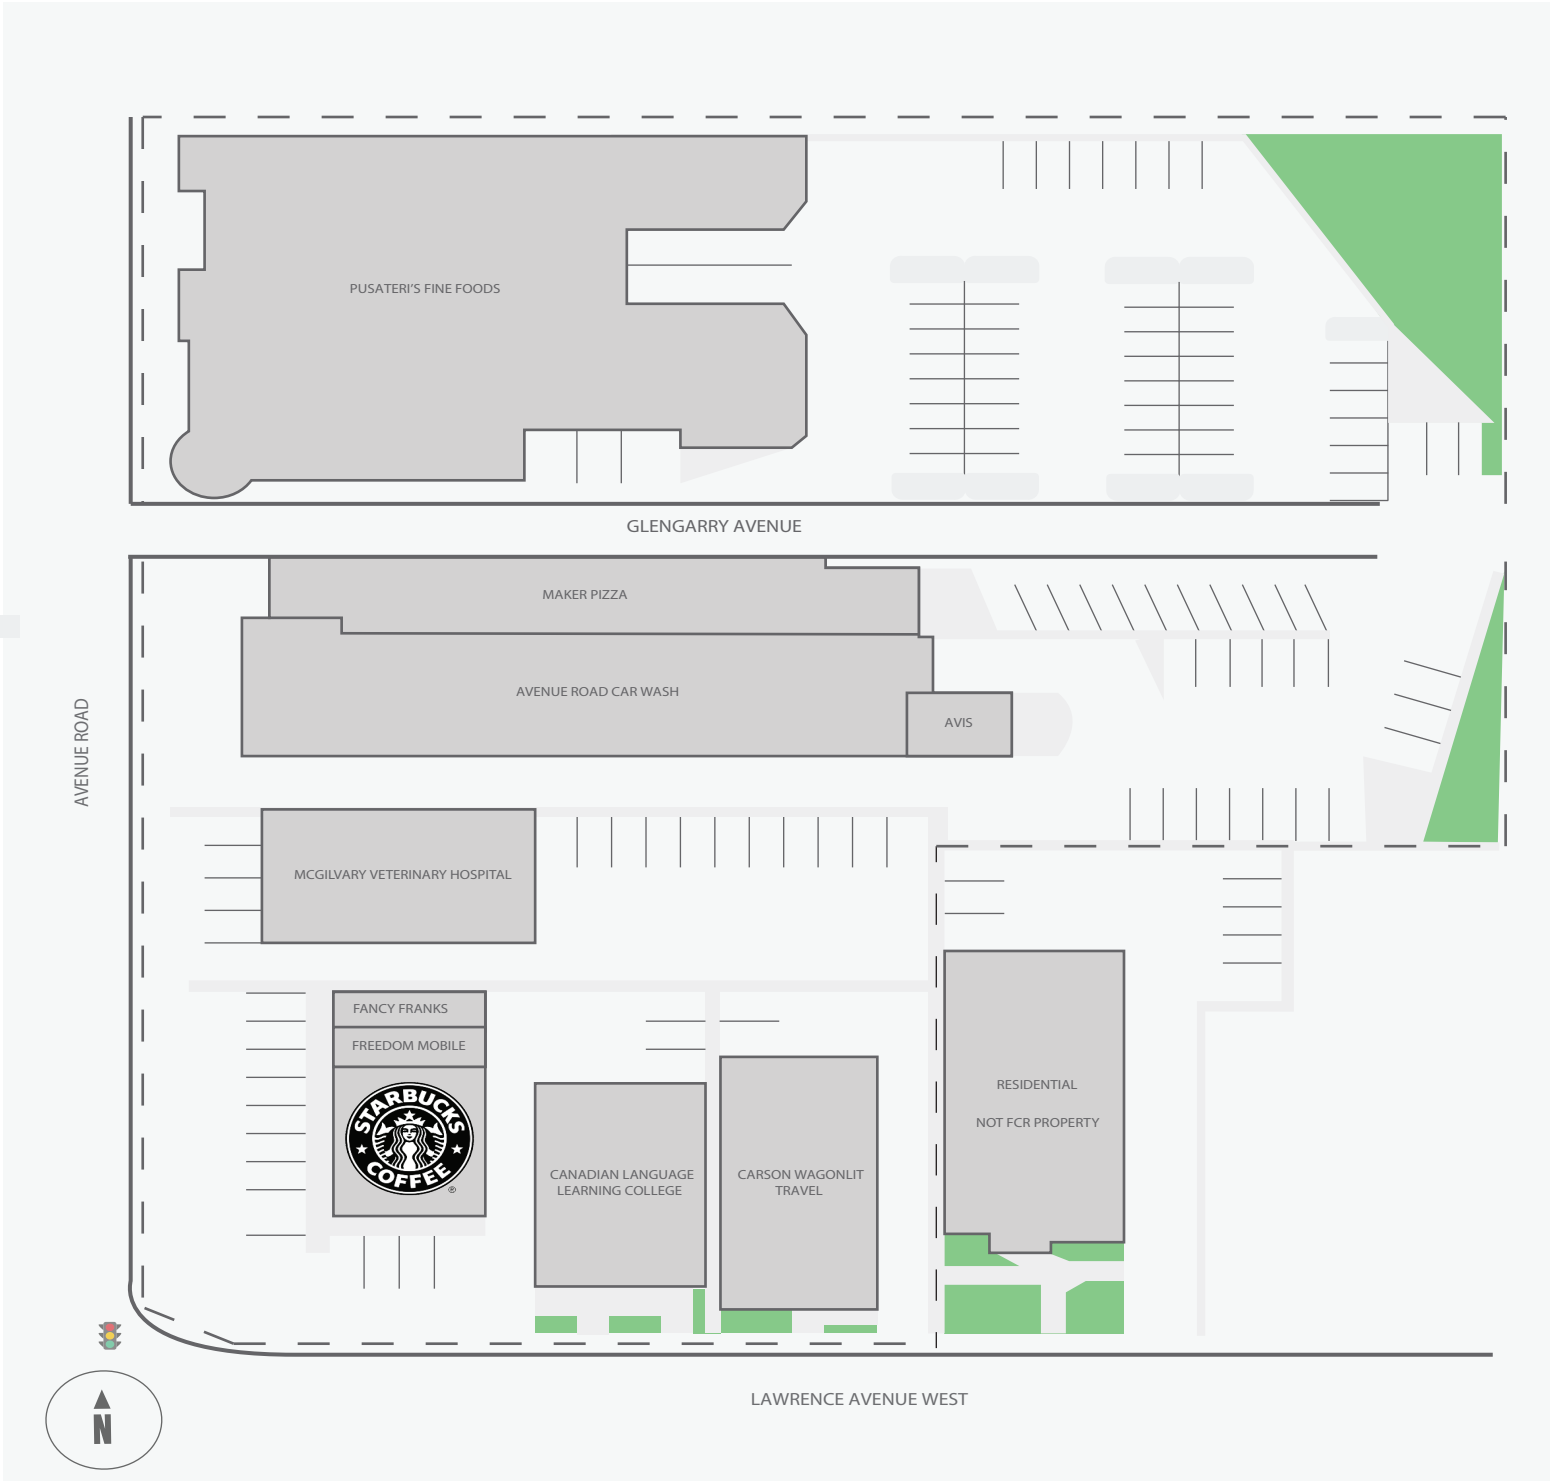 PUSATERI'S FINE FOODS
GLENGARRY AVENUE
MAKER PIZZA
AVENUE ROAD CAR WASH
AVIS
AVENUE ROAD
MCGILVARY VETERINARY HOSPITAL
FANCY FRANKS
FREEDOM MOBILE
STARBUCKS
COFFEE
®
CANADIAN LANGUAGE
LEARNING COLLEGE
CARSON WAGONLIT
TRAVEL
RESIDENTIAL
NOT FCR PROPERTY
LAWRENCE AVENUE WEST
N